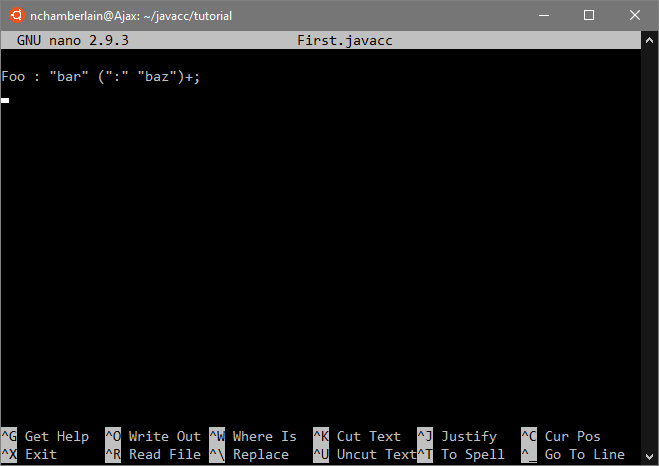 nchamberlain@Ajax: ~/javacc/tutorial
GNU nano 2.9.3 First.javacc
Foo : "bar" (":" "baz")+;
^G Get Help ^O Write Out ^W Where Is ^K Cut Text ^J Justify ^C Cur Pos
^X Exit ^R Read File ^\ Replace ^U Uncut Text ^T To Spell ^_ Go To Line